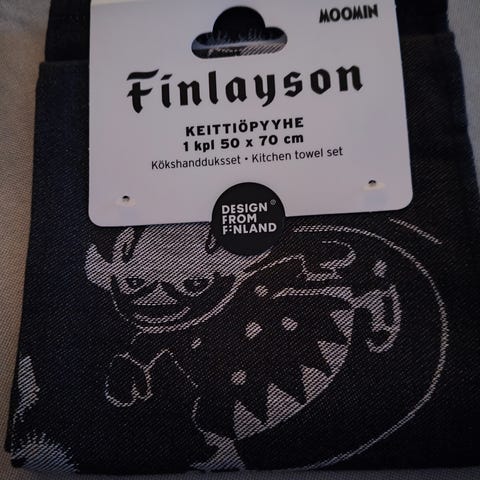 MOOMIN
Finlayson
KEITTIÖPYYHE
1 kpl 50 x 70 cm
Kökshandduksset • Kitchen towel set
DESIGN
FROM
FINLAND